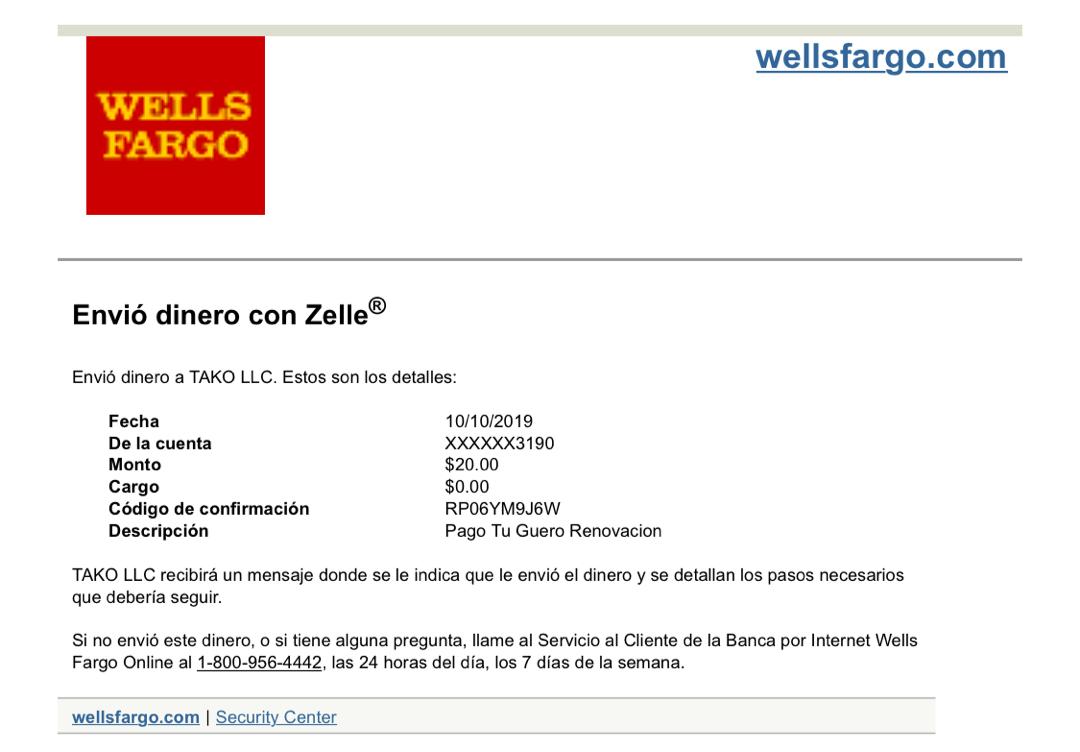 WELLS
FARGO
wellsfargo.com
Envió dinero con Zelle®
Envió dinero a TAKO LLC. Estos son los detalles:
Fecha 10/10/2019
De la cuenta XXXXXX3190
Monto $20.00
Cargo $0.00
Código de confirmación RP06YM9J6W
Descripción Pago Tu Guero Renovacion
TAKO LLC recibirá un mensaje donde se le indica que le envió el dinero y se detallan los pasos necesarios
que debería seguir.
Si no envió este dinero, o si tiene alguna pregunta, llame al Servicio al Cliente de la Banca por Internet Wells
Fargo Online al 1-800-956-4442, las 24 horas del día, los 7 días de la semana.
wellsfargo.com | Security Center